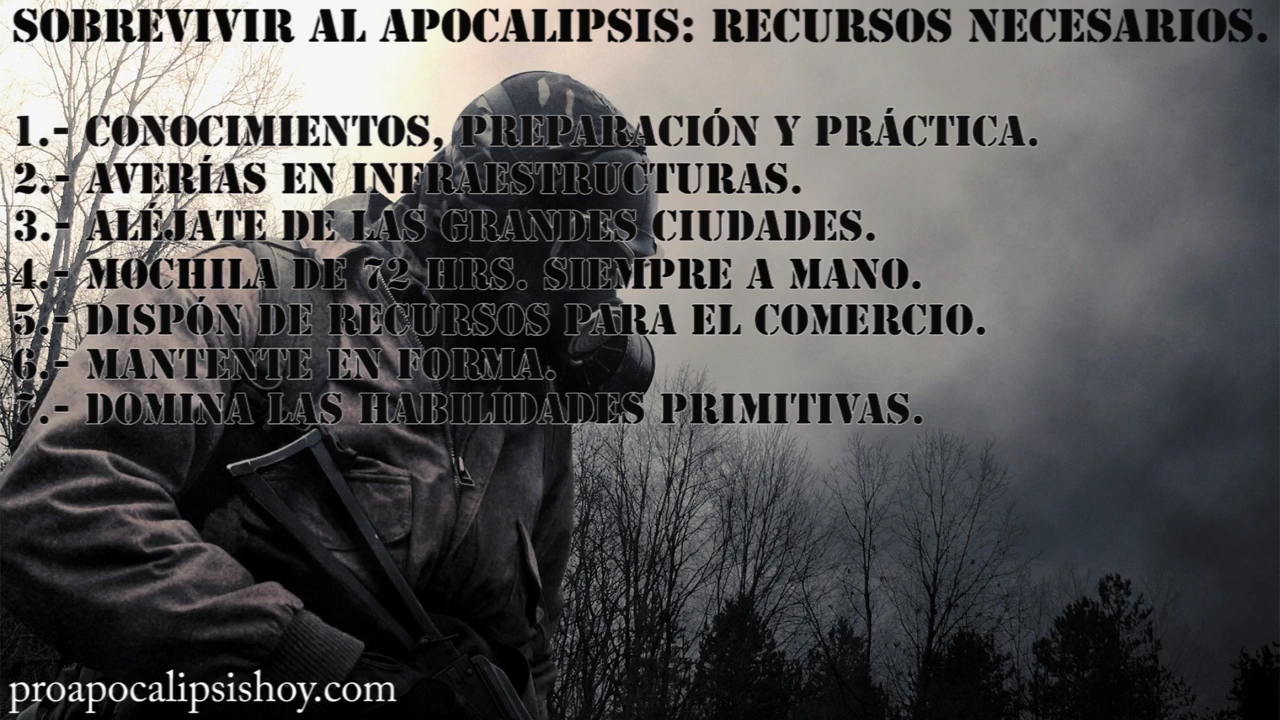 SOBREVIVIR AL APOCALIPSIS: RECURSOS NECESARIOS.
1.- CONOCIMIENTOS, PREPARACIÓN Y PRÁCTICA.
2.- AVERÍAS EN INFRAESTRUCTURAS.
3.- ALÉJATE DE LAS GRANDES CIUDADES.
4.- MOCHILA DE 72 HRS. SIEMPRE A MANO.
5.- DISPÓN DE RECURSOS PARA EL COMERCIO.
6.- MANTENTE EN FORMA.
7.- DOMINA LAS HABILIDADES PRIMITIVAS.
proapocalipsishoy.com